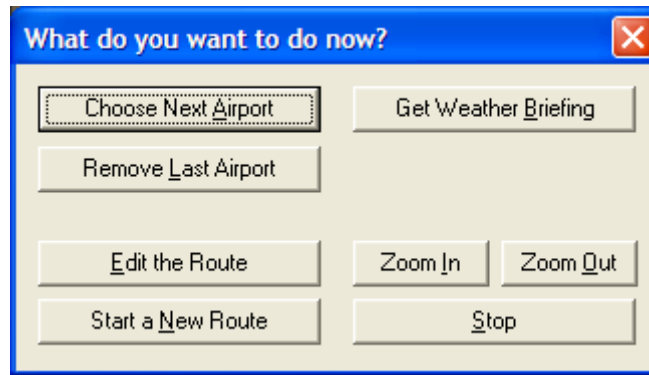 What do you want to do now?
Choose Next Airport
Get Weather Briefing
Remove Last Airport
Edit the Route
Zoom In
Zoom Out
Start a New Route
Stop